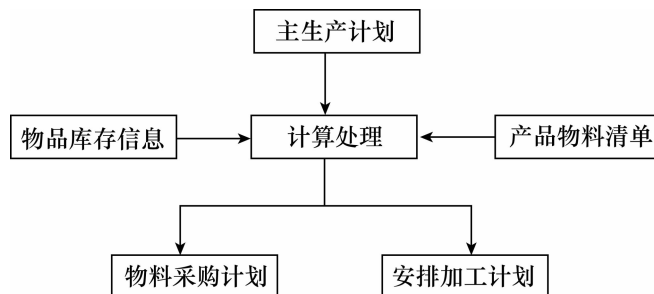 主生产计划
物品库存信息
计算处理
产品物料清单
物料采购计划
安排加工计划